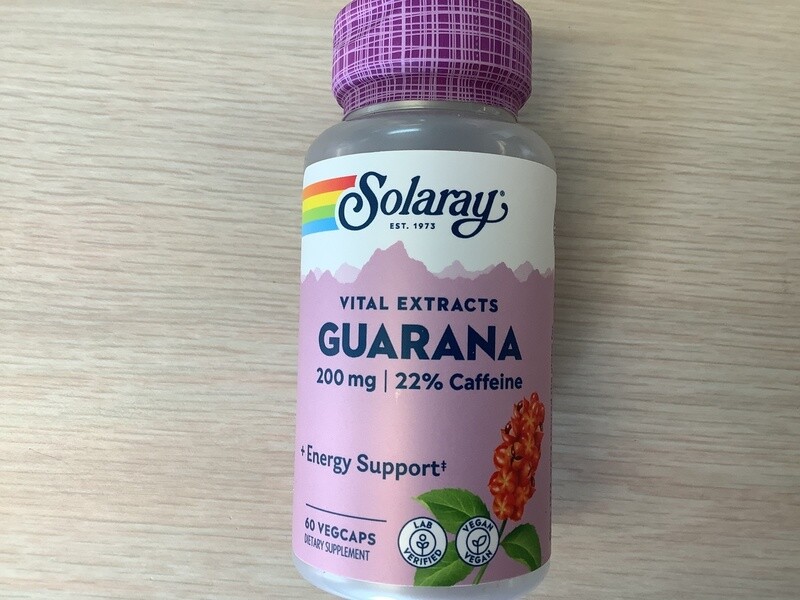 Solaray®
EST. 1973
VITAL EXTRACTS
GUARANA
200 mg | 22% Caffeine
+ Energy Support‡
60 VEGCAPS
DIETARY SUPPLEMENT
LAB VERIFIED
VEGAN VEGAN